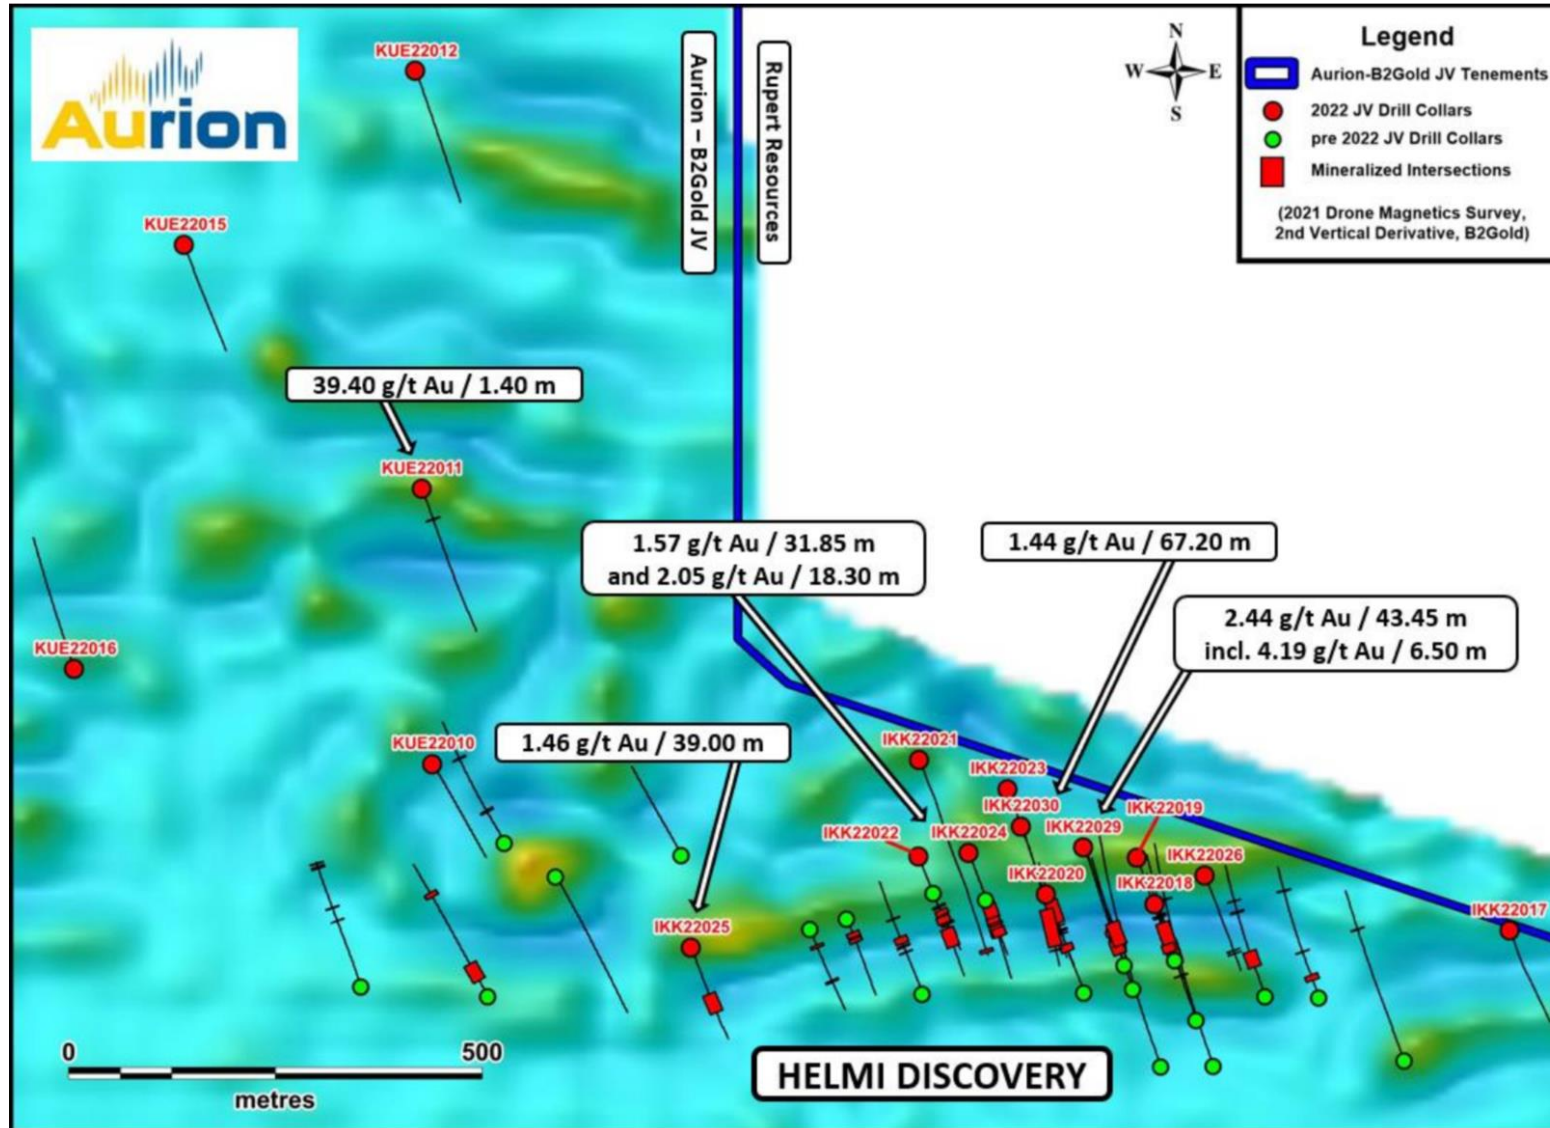 Aurion
KUE22012
KUE22015
Aurion – B2Gold JV
Rupert Resources
N
W
E
S
Legend
Aurion-B2Gold JV Tenements
2022 JV Drill Collars
pre 2022 JV Drill Collars
Mineralized Intersections
(2021 Drone Magnetics Survey,
2nd Vertical Derivative, B2Gold)
39.40 g/t Au / 1.40 m
KUE22011
1.57 g/t Au / 31.85 m
and 2.05 g/t Au / 18.30 m
1.44 g/t Au / 67.20 m
2.44 g/t Au / 43.45 m
incl. 4.19 g/t Au / 6.50 m
KUE22016
KUE22010
1.46 g/t Au / 39.00 m
IKK22021
IKK22023
IKK22030
IKK22019
IKK22022
IKK22024
IKK22029
IKK22026
IKK22020
IKK22018
IKK22025
IKK22017
0
500
metres
HELMI DISCOVERY